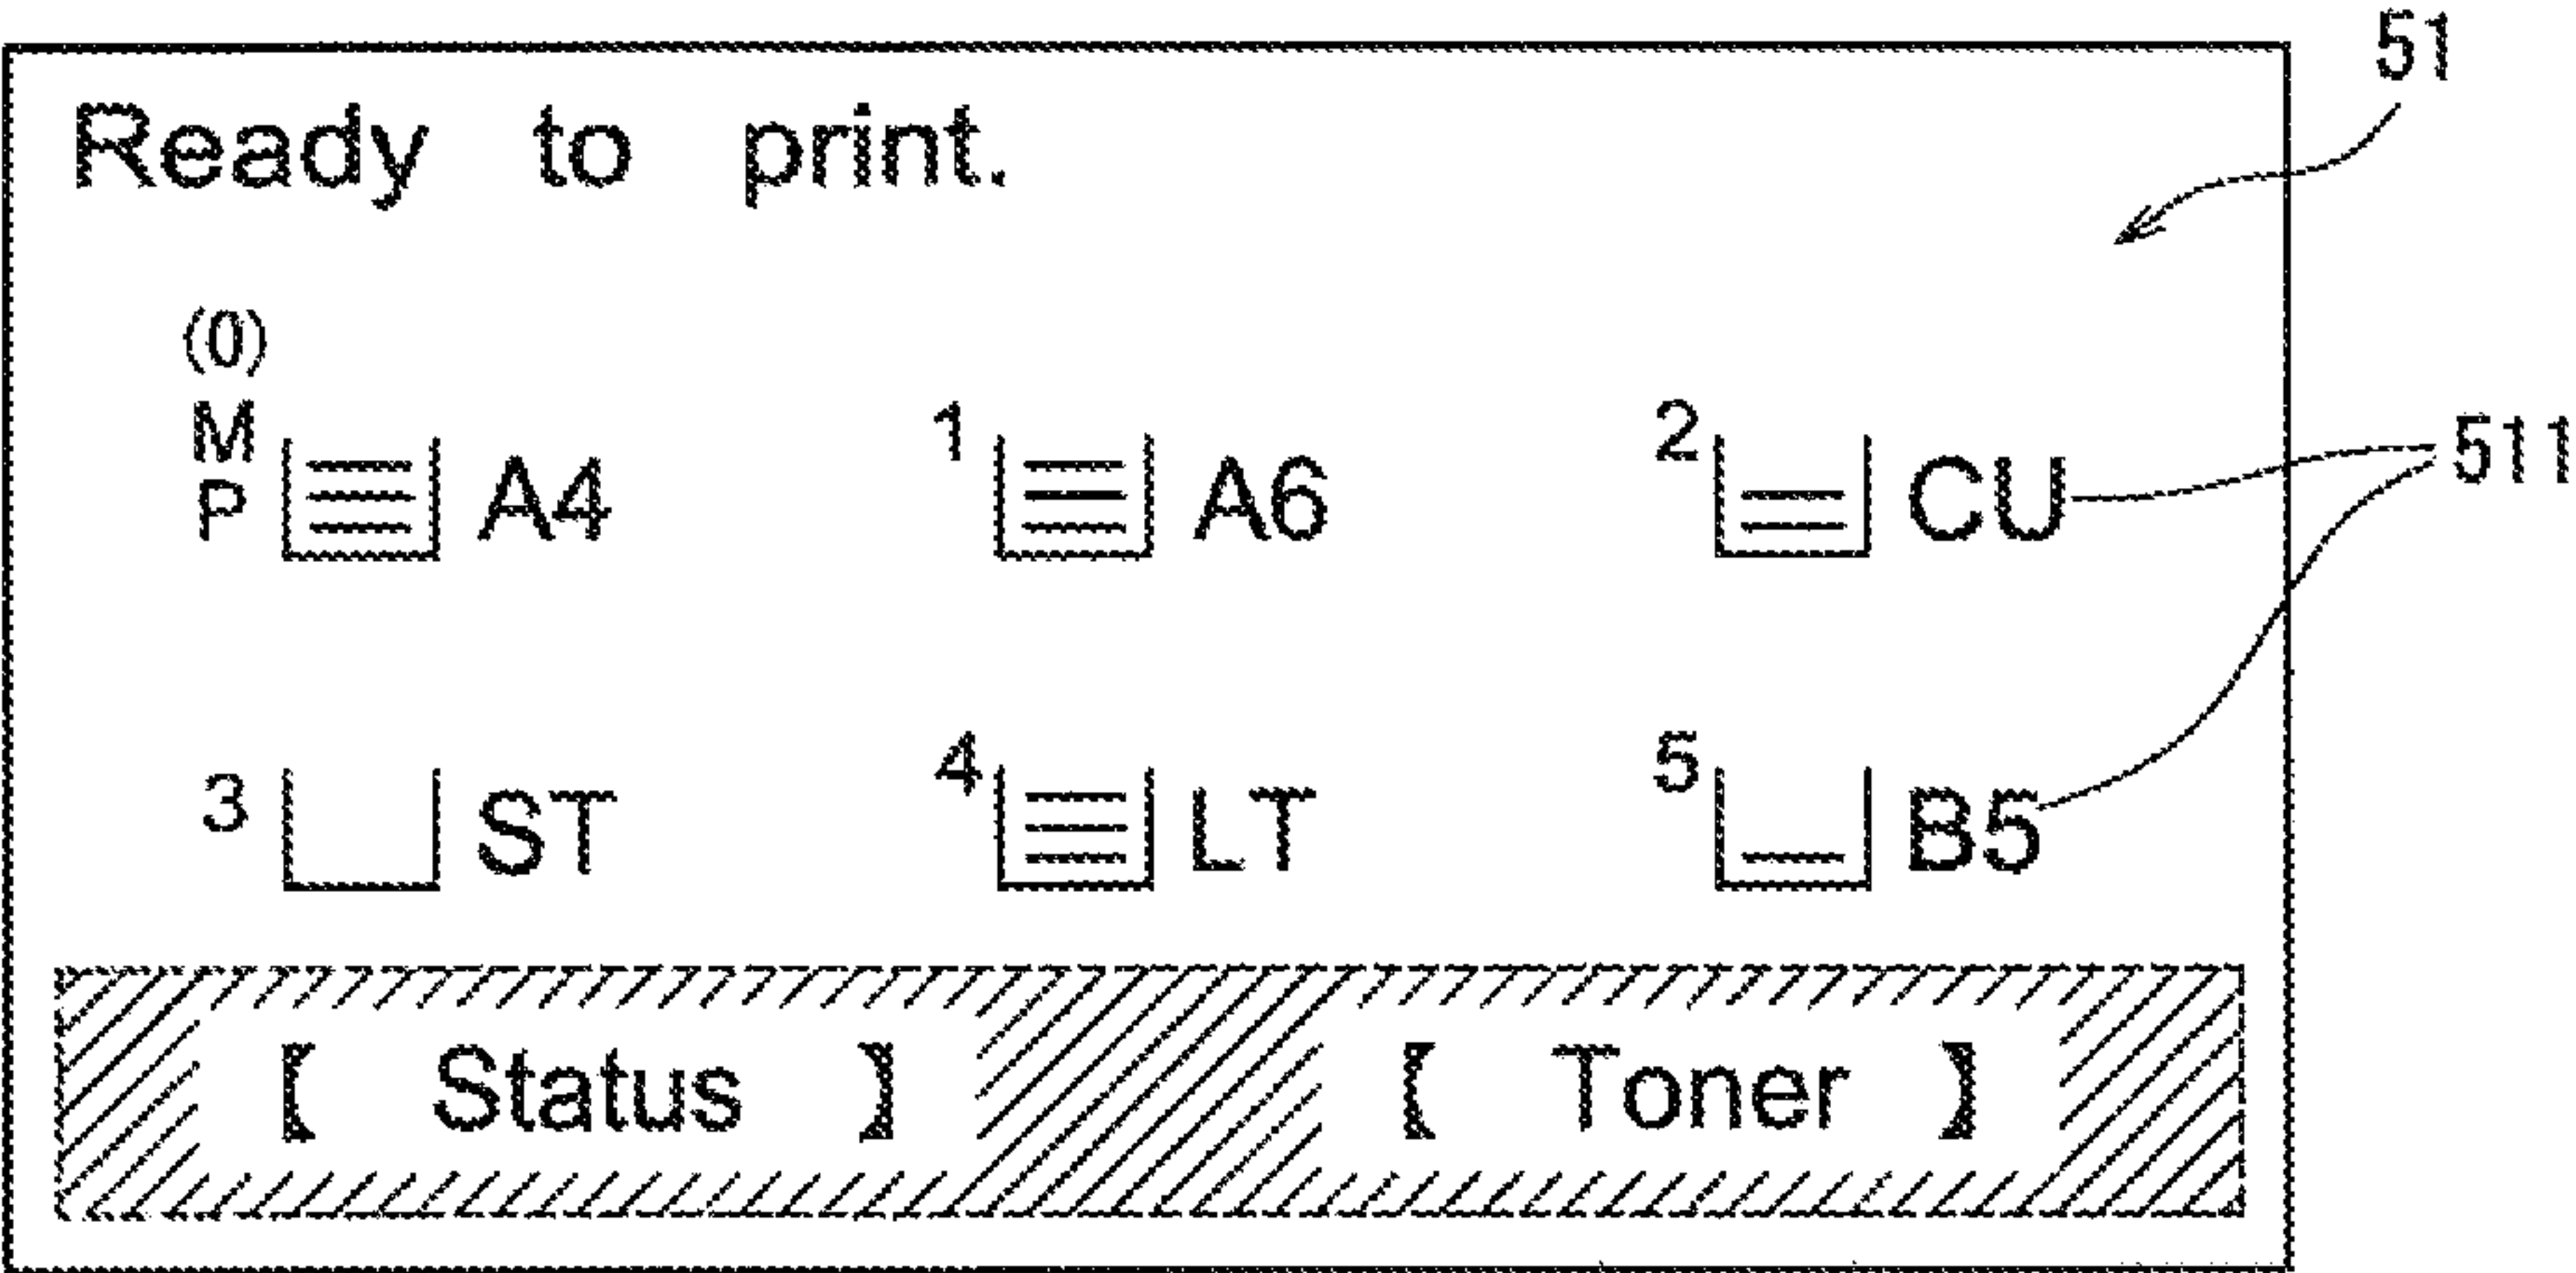 51
Ready to print.
(0)
M
P
A4
1
A6
2
CU
511
3
ST
4
LT
5
B5
【 Status 】
【 Toner 】